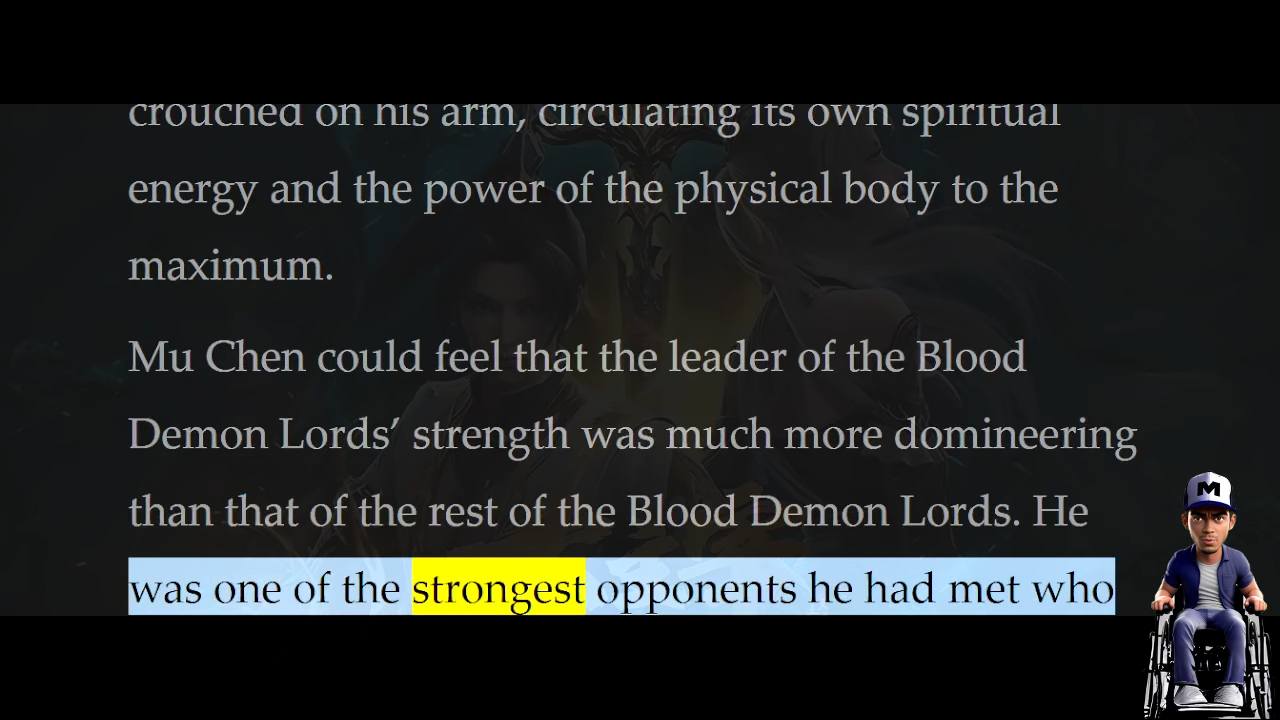 crouched on his arm, circulating its own spiritual
energy and the power of the physical body to the
maximum.
Mu Chen could feel that the leader of the Blood
Demon Lords’ strength was much more domineering
than that of the rest of the Blood Demon Lords. He
was one of the strongest opponents he had met who
M